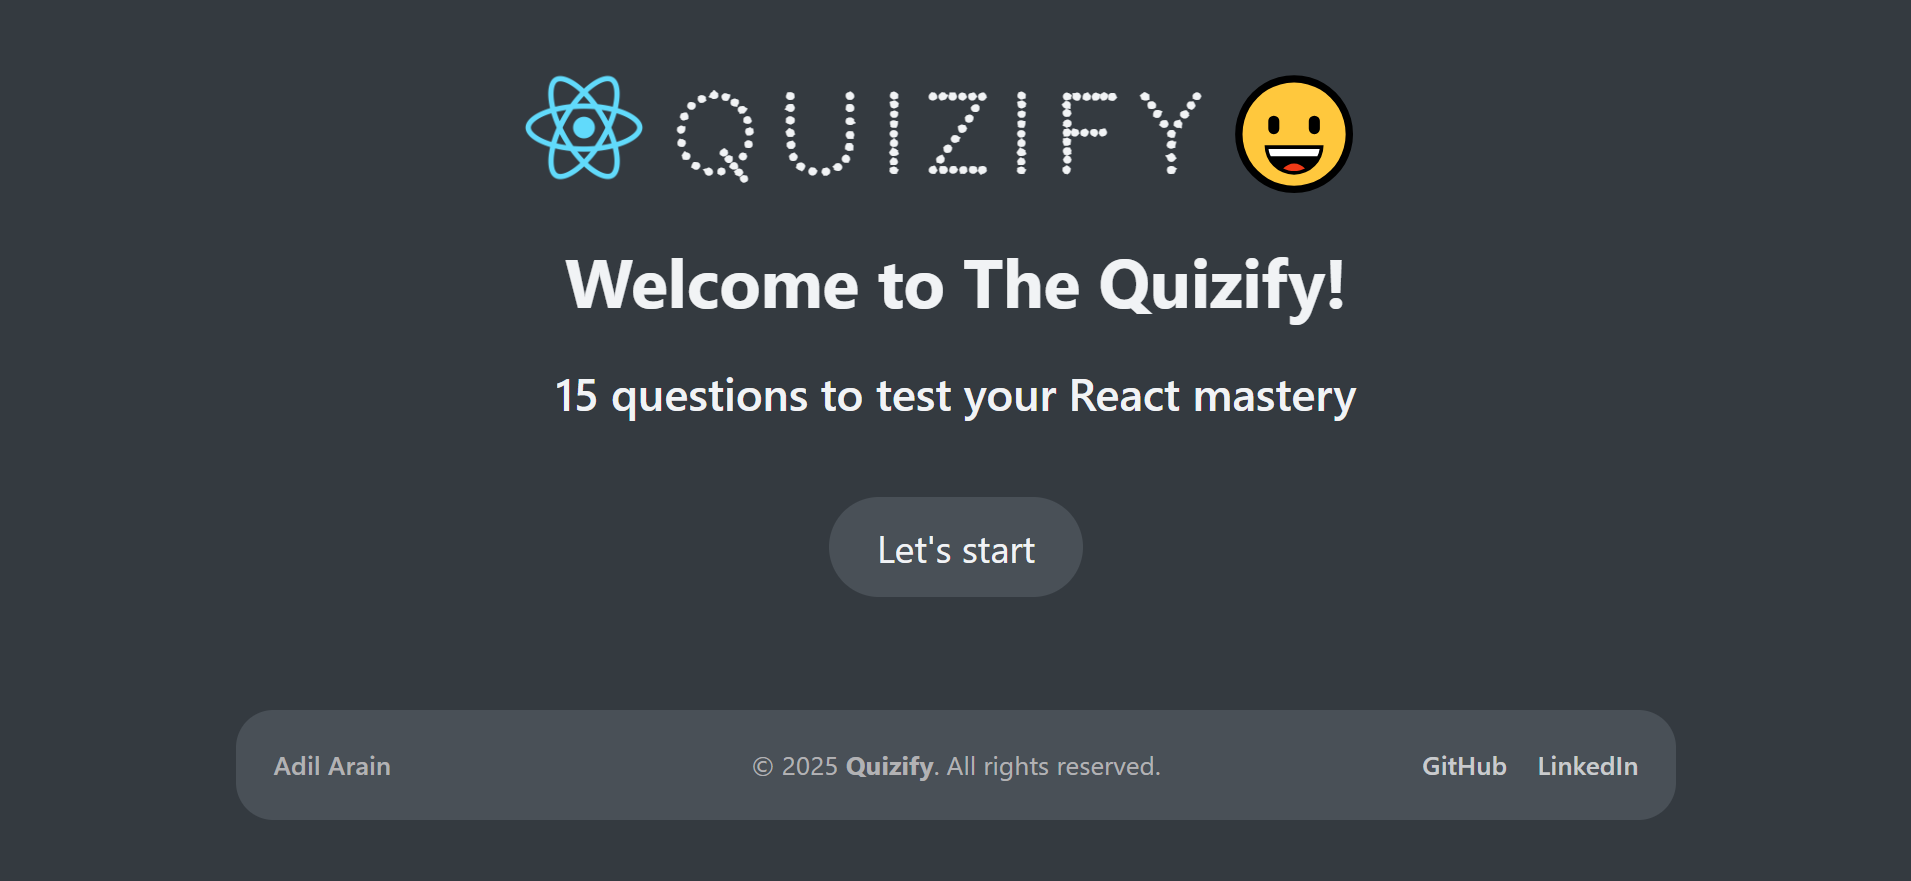 QUIZIFY
Welcome to The Quizify!
15 questions to test your React mastery
Let's start
Adil Arain
© 2025 Quizify. All rights reserved.
GitHub LinkedIn